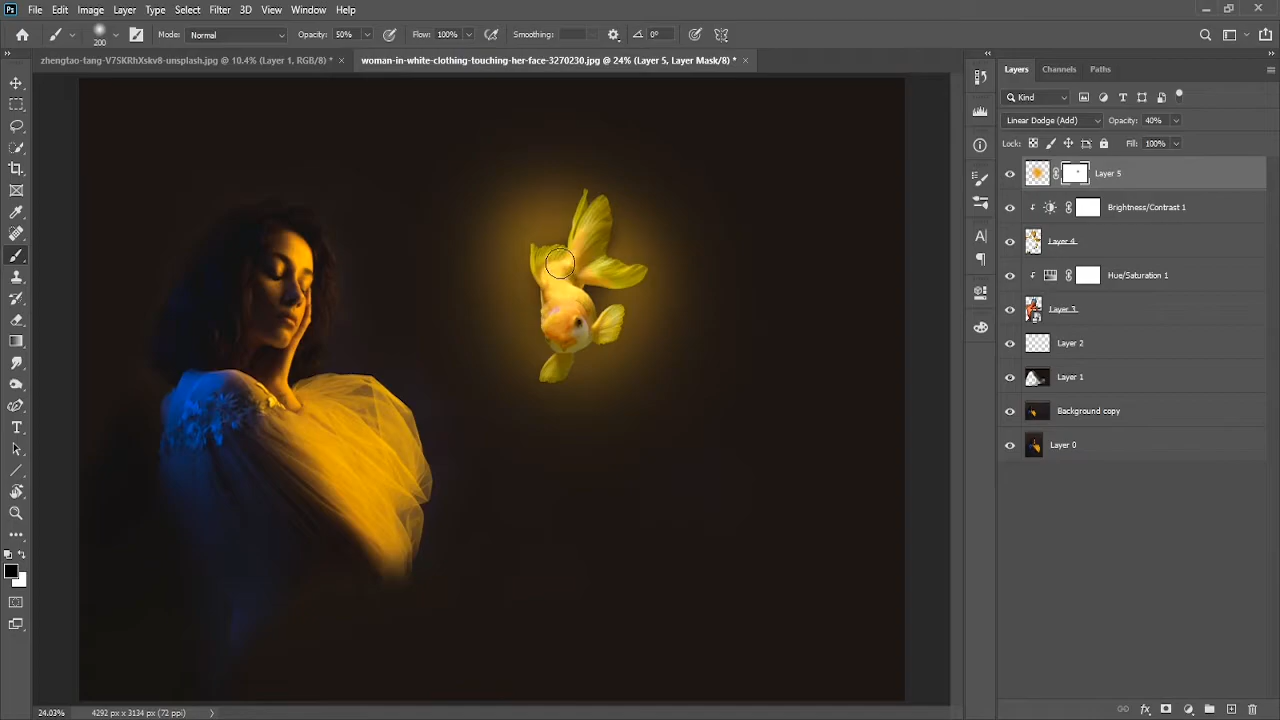 Ps File Edit Image Layer Type Select Filter 3D View Window Help
200 Mode: Normal Opacity: 50% Flow: 100% Smoothing: 0°
zhengtao-tang-V7SKRhXskv8-unsplash.jpg @ 10.4% (Layer 1, RGB/8) * × woman-in-white-clothing-touching-her-face-3270230.jpg @ 24% (Layer 5, Layer Mask/8) * ×
Layers Channels Paths
Kind
Linear Dodge (Add) Opacity: 40%
Lock: Fill: 100%
Layer 5
Brightness/Contrast 1
Layer 4
Hue/Saturation 1
Layer 3
Layer 2
Layer 1
Background copy
Layer 0
24.03% 4292 px x 3134 px (72 ppi)